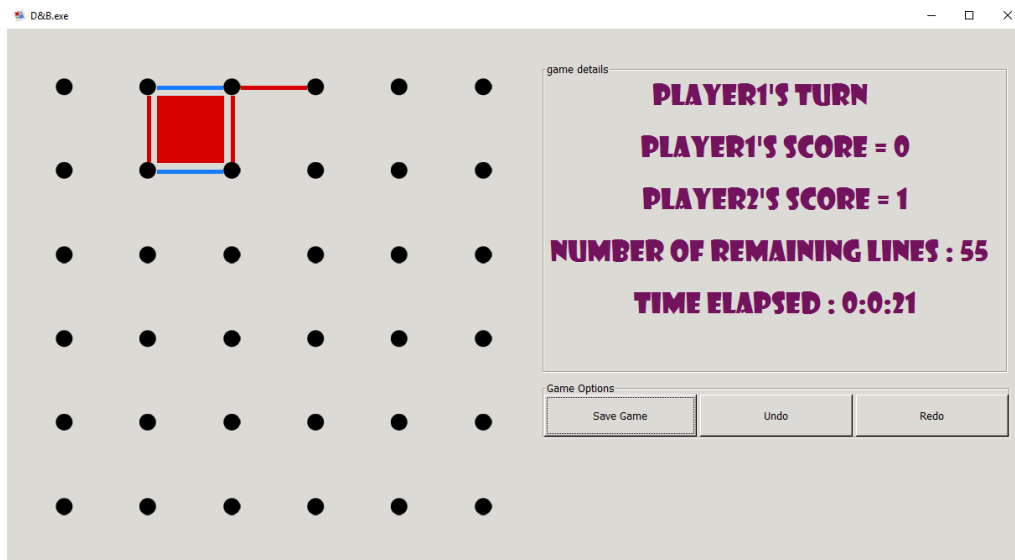 D&B.exe
game details
PLAYER1'S TURN
PLAYER1'S SCORE = 0
PLAYER2'S SCORE = 1
NUMBER OF REMAINING LINES : 55
TIME ELAPSED : 0:0:21
Game Options
Save Game Undo Redo